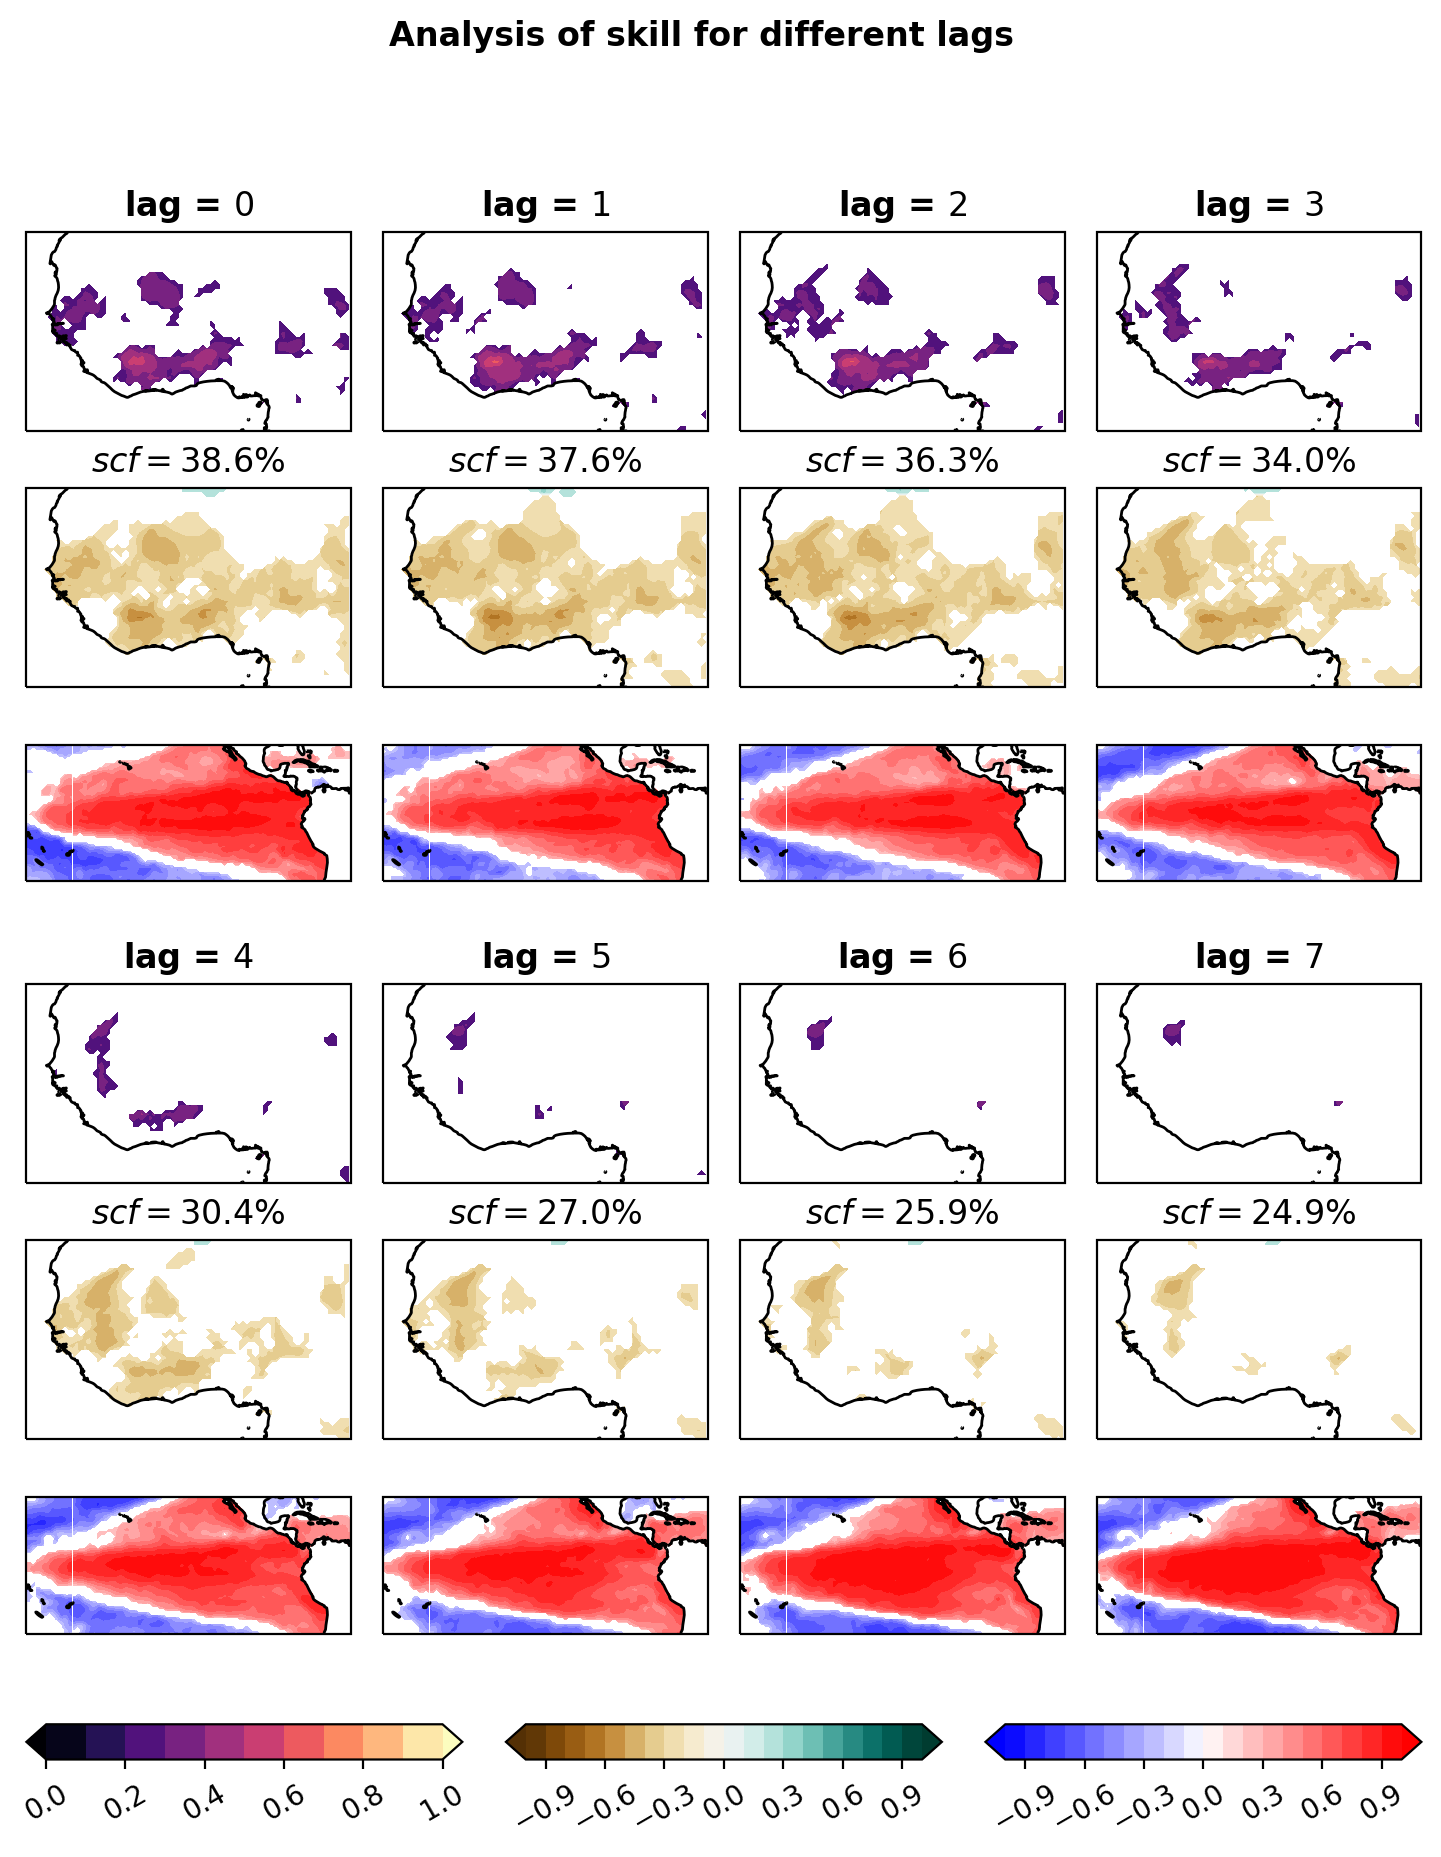 Analysis of skill for different lags
lag = 0 lag = 1 lag = 2 lag = 3
scf = 38.6% scf = 37.6% scf = 36.3% scf = 34.0%
lag = 4 lag = 5 lag = 6 lag = 7
scf = 30.4% scf = 27.0% scf = 25.9% scf = 24.9%
0.0 0.2 0.4 0.6 0.8 1.0 −0.9 −0.6 −0.3 0.0 0.3 0.6 0.9 −0.9 −0.6 −0.3 0.0 0.3 0.6 0.9